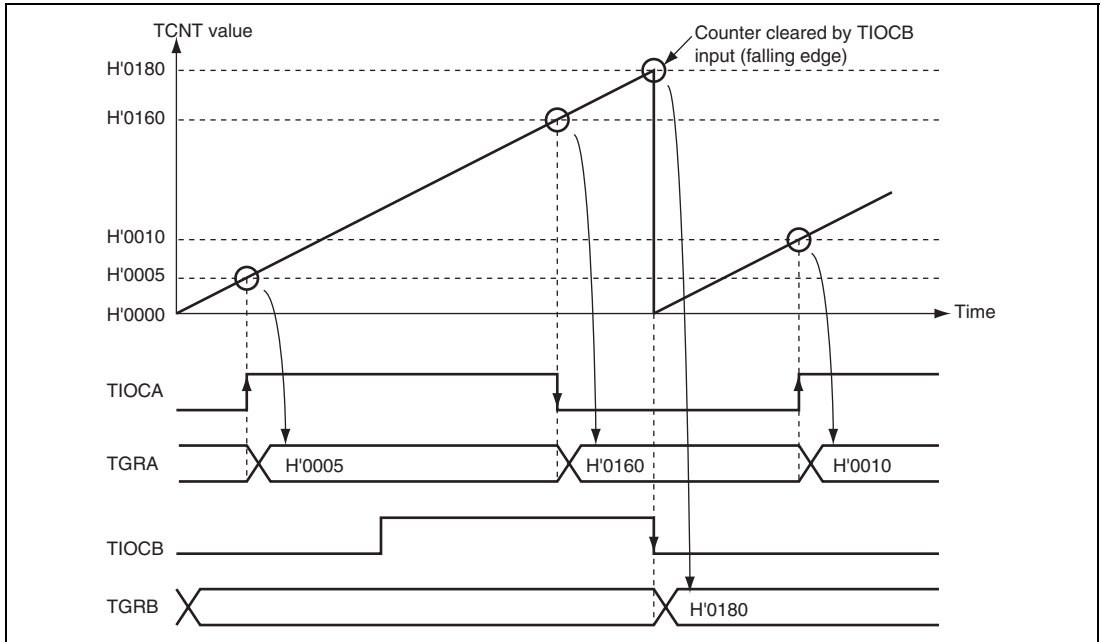 TCNT value
Counter cleared by TIOCB
input (falling edge)
H'0180
H'0160
H'0010
H'0005
H'0000
Time
TIOCA
TGRA
H'0005
H'0160
H'0010
TIOCB
TGRB
H'0180